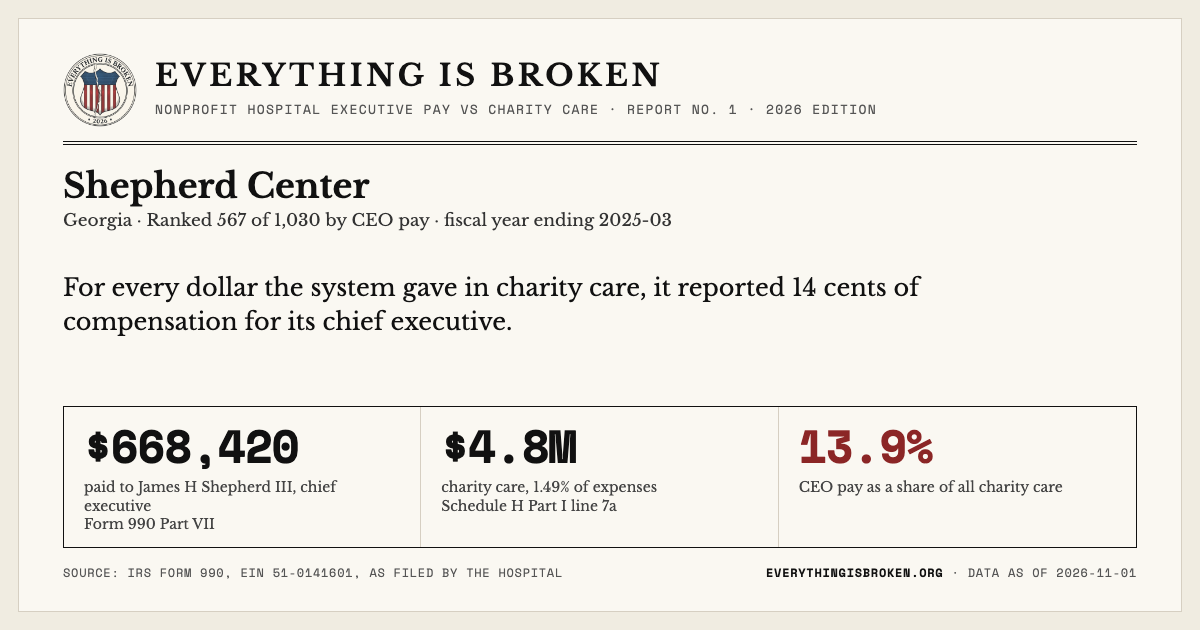 EVERYTHING IS BROKEN
· 2026 ·
EVERYTHING IS BROKEN
NONPROFIT HOSPITAL EXECUTIVE PAY VS CHARITY CARE · REPORT NO. 1 · 2026 EDITION
Shepherd Center
Georgia · Ranked 567 of 1,030 by CEO pay · fiscal year ending 2025-03
For every dollar the system gave in charity care, it reported 14 cents of
compensation for its chief executive.
$668,420
paid to James H Shepherd III, chief
executive
Form 990 Part VII
$4.8M
charity care, 1.49% of expenses
Schedule H Part I line 7a
13.9%
CEO pay as a share of all charity care
SOURCE: IRS FORM 990, EIN 51-0141601, AS FILED BY THE HOSPITAL
EVERYTHINGISBROKEN.ORG · DATA AS OF 2026-11-01